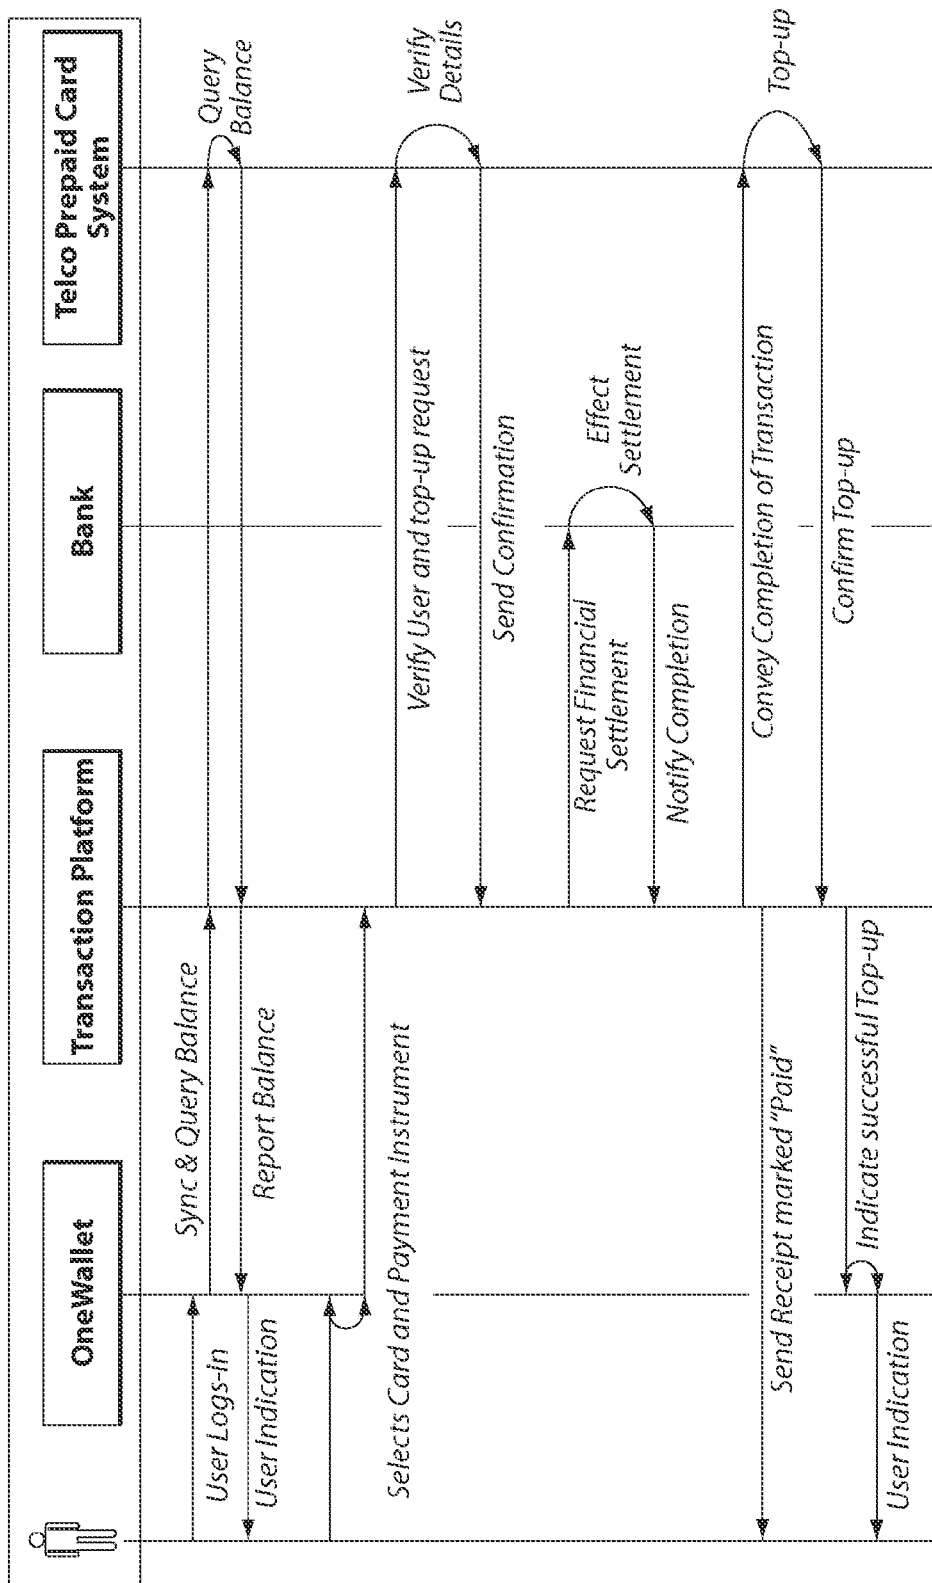 OneWallet
Transaction Platform
Bank
Telco Prepaid Card
System
User Logs-in
Sync & Query Balance
Query
Balance
Report Balance
User Indication
Selects Card and Payment Instrument
Verify User and top-up request
Verify
Details
Send Confirmation
Request Financial
Settlement
Effect
Settlement
Notify Completion
Convey Completion of Transaction
Top-up
Send Receipt marked "Paid"
Confirm Top-up
Indicate successful Top-up
User Indication